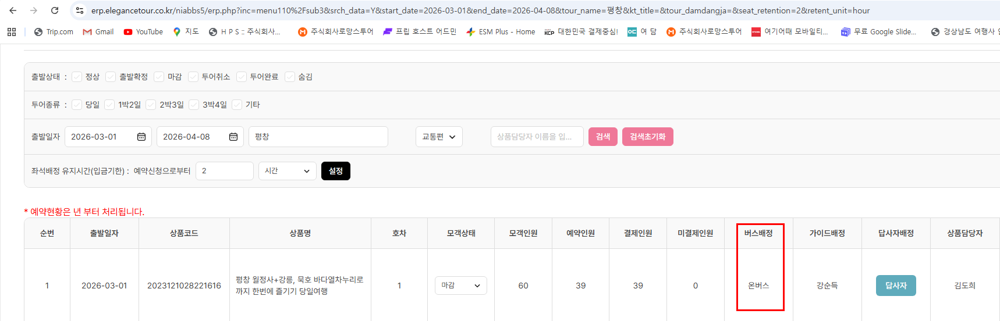 erp.elegancetour.co.kr/niabbs5/erp.php?inc=menu110%2Fsub3&srch_data=Y&start_date=2026-03-01&end_date=2026-04-08&tour_name=평창&kt_title=&tour_damdangja=&seat_retention=2&retent_unit=hour
Trip.com Gmail YouTube 지도 H P S :: 주식회사... 주식회사로망스투어 프립 호스트 어드민 ESM Plus - Home KCP 대한민국 결제중심! 여 담 주식회사로망스투어 여기어때 모바일티... 무료 Google Slide... 경상남도 여행사
출발상태 : 정상 출발확정 마감 투어취소 투어완료 숨김
투어종류 : 당일 1박2일 2박3일 3박4일 기타
출발일자 2026-03-01 2026-04-08 평창 교통편 상품담당자 이름을 입... 검색 검색초기화
좌석배정 유지시간(입금기한) : 예약신청으로부터 2 시간 설정
* 예약현황은 년 부터 처리됩니다.
순번 출발일자 상품코드 상품명 호차 모객상태 모객인원 예약인원 결제인원 미결제인원 버스배정 가이드배정 답사자배정 상품담당자
1 2026-03-01 2023121028221616 평창 월정사+강릉, 묵호 바다열차누리로
까지 한번에 즐기기 당일여행 1 마감 60 39 39 0 온버스 강순득 답사자 김도희